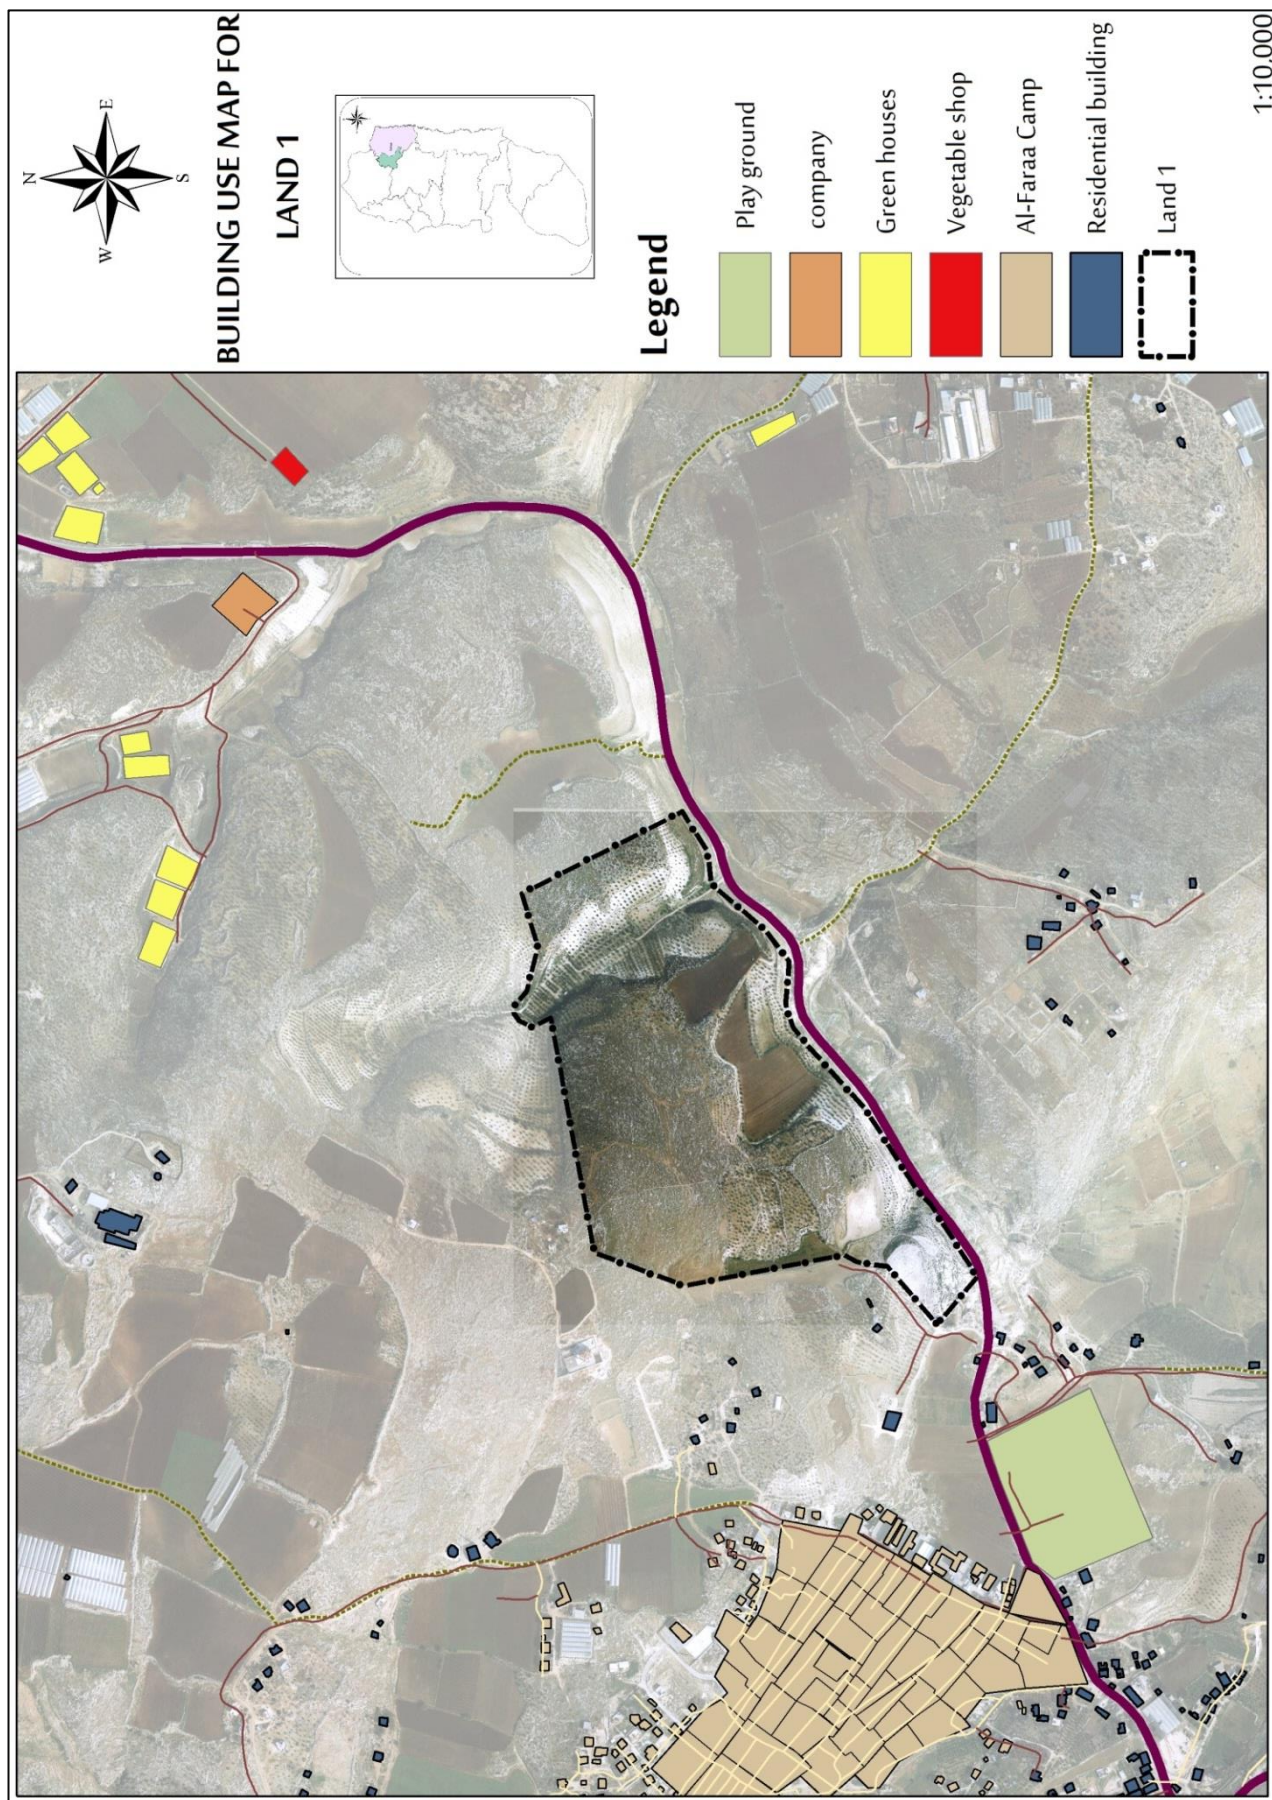 N
E
W
S
BUILDING USE MAP FOR
LAND 1
Legend
Play ground
company
Green houses
Vegetable shop
Al-Faraa Camp
Residential building
Land 1
1:10,000